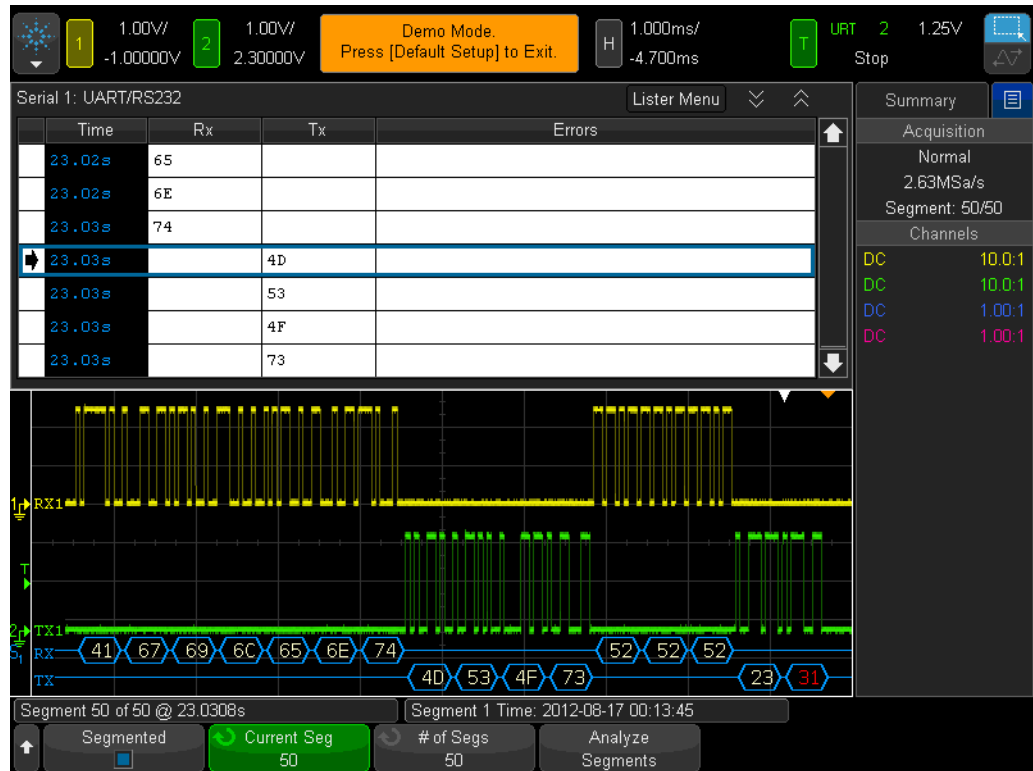 1 1.00V/ 2 1.00V/ Demo Mode. H 1.000ms/ T URT 2 1.25V
-1.00000V 2.30000V Press [Default Setup] to Exit. -4.700ms Stop
Serial 1: UART/RS232 Lister Menu
Time Rx Tx Errors
23.02s 65
23.02s 6E
23.03s 74
23.03s 4D
23.03s 53
23.03s 4F
23.03s 73
Summary
Acquisition
Normal
2.63MSa/s
Segment: 50/50
Channels
DC 10.0:1
DC 10.0:1
DC 1.00:1
DC 1.00:1
1 RX1
T
2 TX1
S1 RX 41 67 69 6C 65 6E 74 52 52 52
TX 4D 53 4F 73 23 31
Segment 50 of 50 @ 23.0308s Segment 1 Time: 2012-08-17 00:13:45
Segmented Current Seg # of Segs Analyze
50 50 Segments